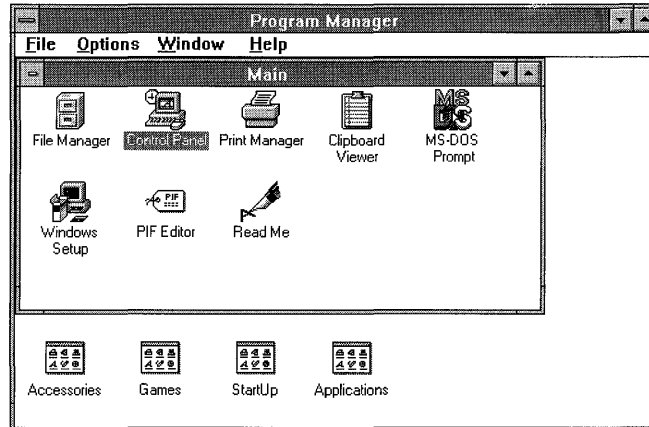 Program Manager
File Options Window Help
Main
File Manager Control Panel Print Manager Clipboard Viewer MS-DOS Prompt
Windows Setup PIF Editor Read Me
Accessories Games StartUp Applications